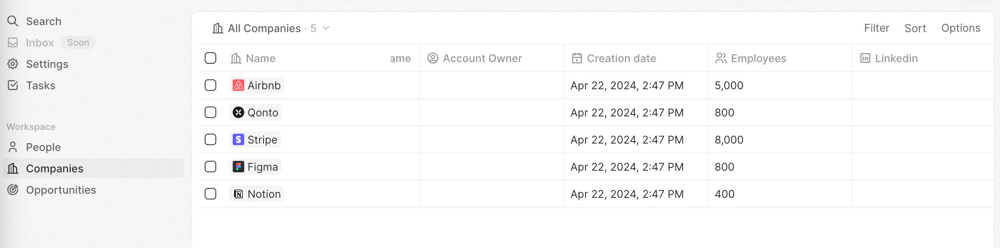 Search
Inbox Soon
Settings
Tasks
Workspace
People
Companies
Opportunities
All Companies · 5
Filter Sort Options
Name ame Account Owner Creation date Employees Linkedin
Airbnb Apr 22, 2024, 2:47 PM 5,000
Qonto Apr 22, 2024, 2:47 PM 800
Stripe Apr 22, 2024, 2:47 PM 8,000
Figma Apr 22, 2024, 2:47 PM 800
Notion Apr 22, 2024, 2:47 PM 400